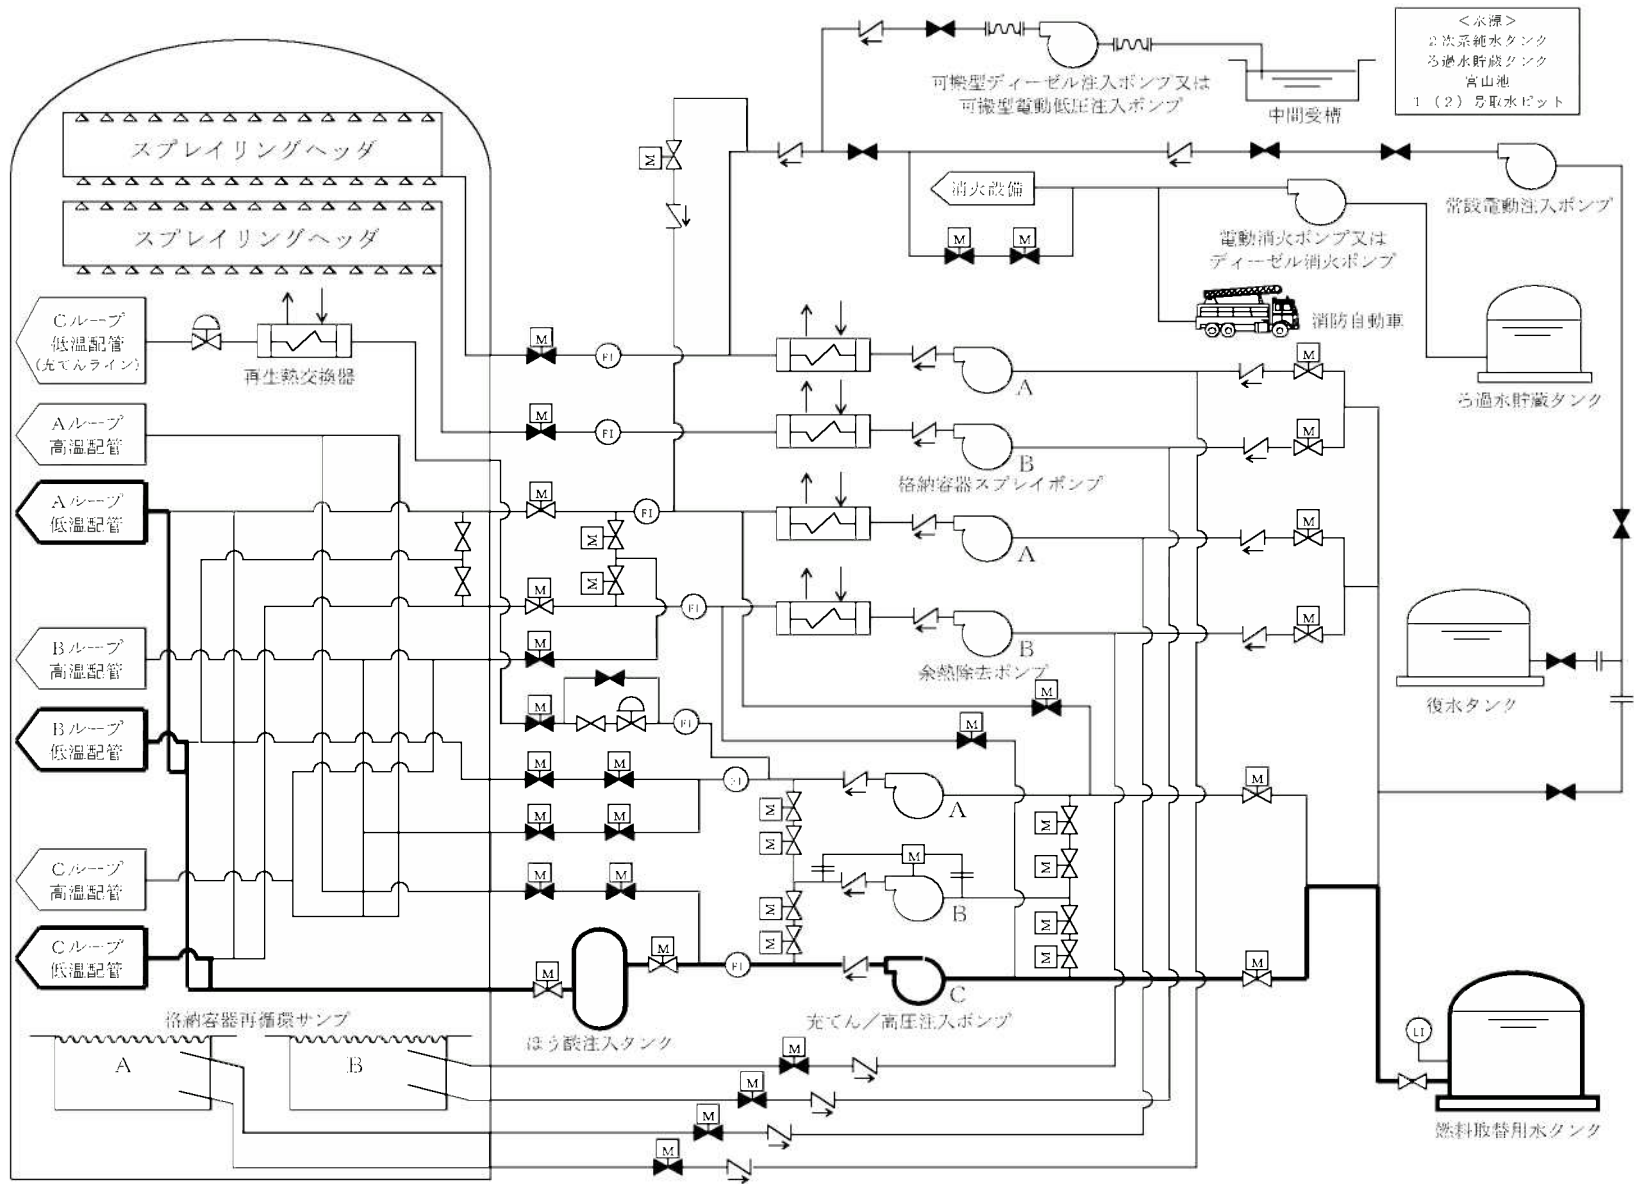 <水源>
2次系純水タンク
ろ過水貯蔵タンク
宮山池
1(2)号取水ピット
可搬型ディーゼル注入ポンプ又は
可搬型電動低圧注入ポンプ
中間受槽
スプレイリングヘッダ
M
消火設備
常設電動注入ポンプ
スプレイリングヘッダ
M
M
電動消火ポンプ又は
ディーゼル消火ポンプ
消防自動車
Cループ
低温配管
(充てんライン)
再生熱交換器
M
FI
A
M
ろ過水貯蔵タンク
Aループ
高温配管
M
FI
B
M
格納容器スプレイポンプ
Aループ
低温配管
M
FI
M
A
M
M
M
FI
B
M
余熱除去ポンプ
Bループ
高温配管
M
復水タンク
M
M
FI
M
Bループ
低温配管
M
M
FI
A
M
M
M
M
M
M
M
M
B
Cループ
高温配管
M
M
M
M
M
M
Cループ
低温配管
M
M
FI
C
M
充てん/高圧注入ポンプ
ほう酸注入タンク
格納容器再循環サンプ
A
B
M
M
M
M
LI
燃料取替用水タンク